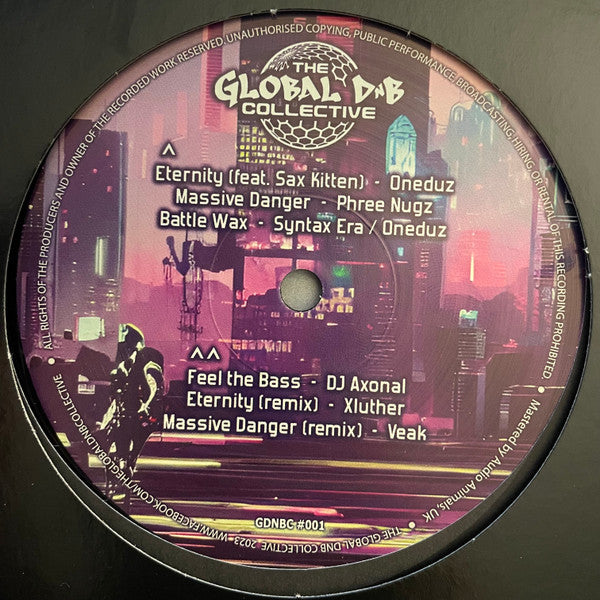 THE
GLOBAL DNB
COLLECTIVE
^
Eternity (feat. Sax Kitten) - Oneduz
Massive Danger - Phree Nugz
Battle Wax - Syntax Era / Oneduz
^^
Feel the Bass - DJ Axonal
Eternity (remix) - Xluther
Massive Danger (remix) - Veak
GDNBC #001
ALL RIGHTS OF THE PRODUCERS AND OWNER OF THE RECORDED WORK RESERVED. UNAUTHORISED COPYING, PUBLIC PERFORMANCE BROADCASTING HIRING OR RENTAL OF THIS RECORDING PROHIBITED •
Mastered by Audio Animals, UK •
THE GLOBAL DNB COLLECTIVE 2023 - WWW.FACEBOOK.COM/THEGLOBALDNBCOLLECTIVE •